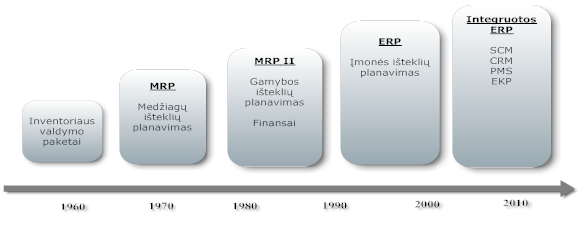 Inventoriaus
valdymo
paketai
MRP
Medžiagų
išteklių
planavimas
MRP II
Gamybos
išteklių
planavimas
Finansai
ERP
Įmonės išteklių
planavimas
Integruotos
ERP
SCM
CRM
PMS
EKP
1960
1970
1980
1990
2000
2010